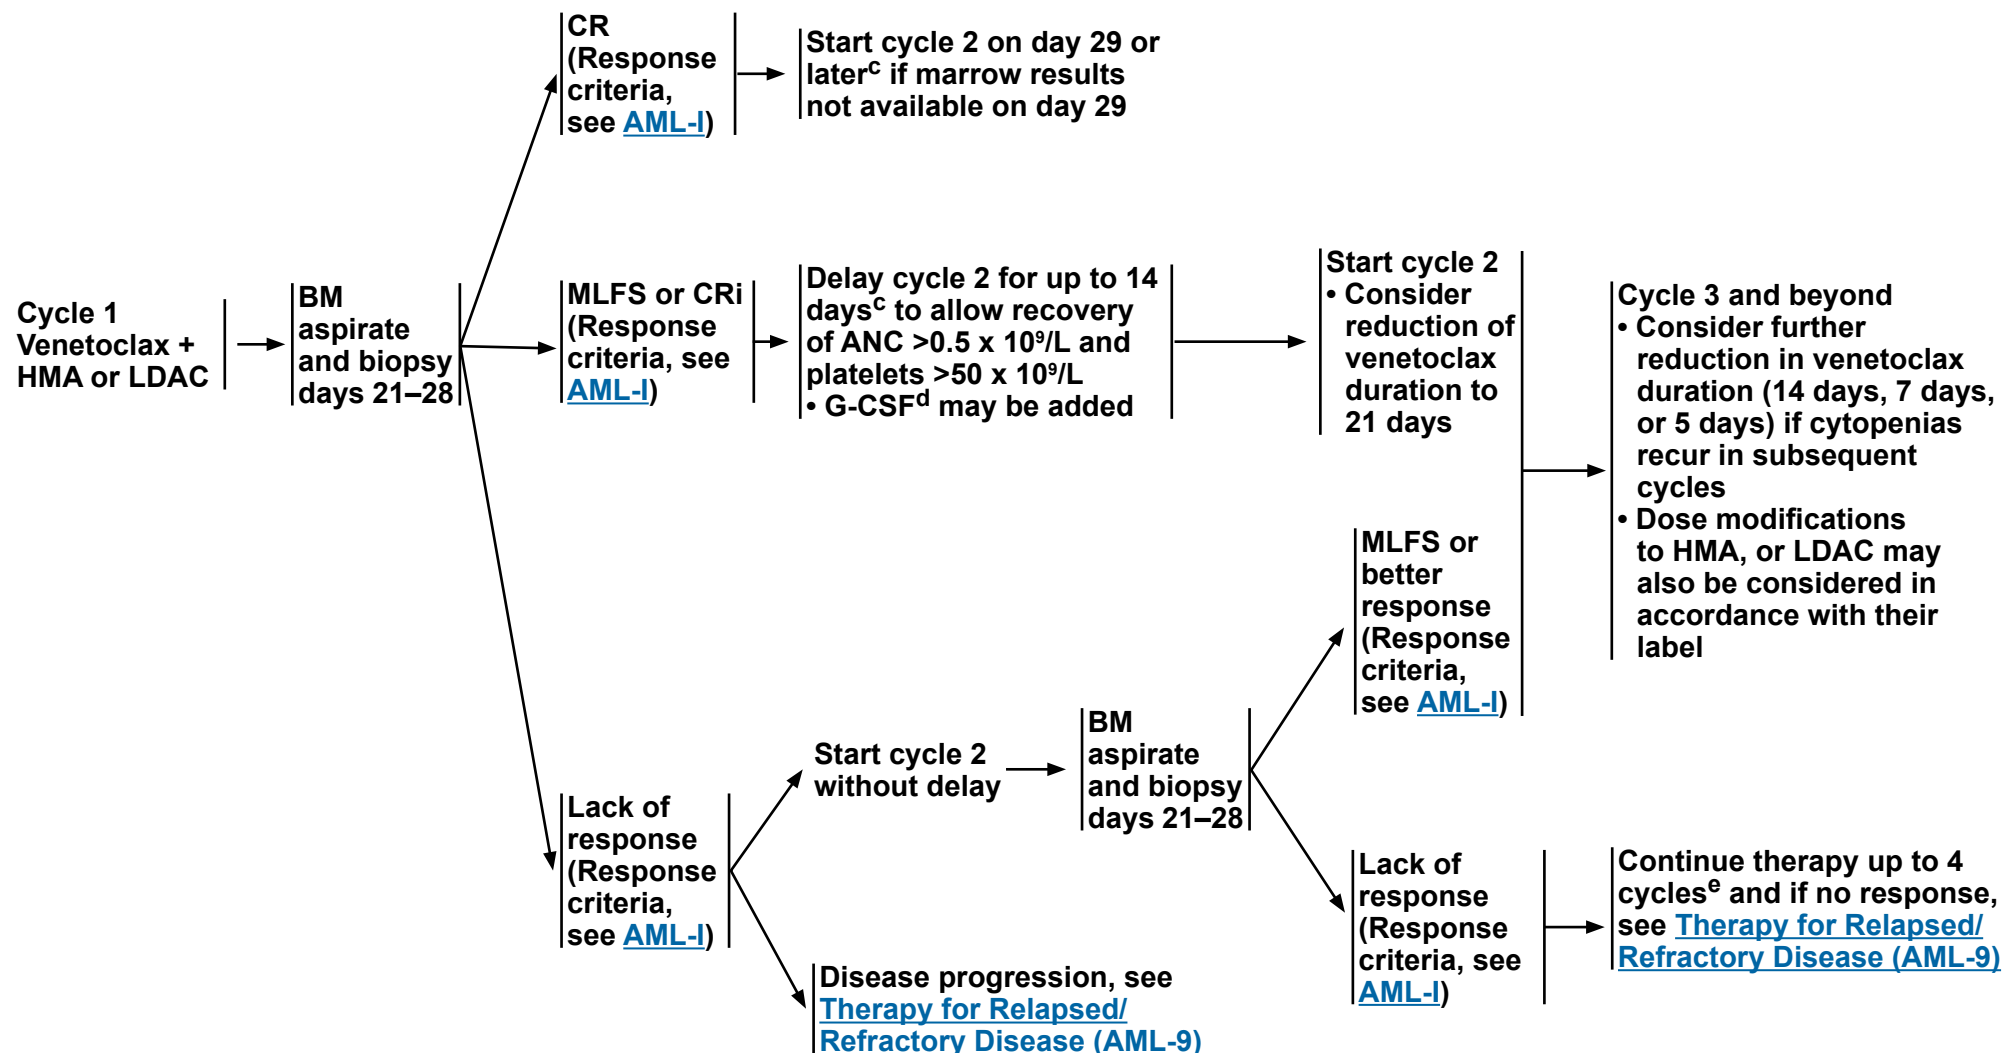 Cycle 1
Venetoclax +
HMA or LDAC
BM
aspirate
and biopsy
days 21–28
CR
(Response
criteria,
see AML-I)
Start cycle 2 on day 29 or
laterᶜ if marrow results
not available on day 29
MLFS or CRi
(Response
criteria, see
AML-I)
Delay cycle 2 for up to 14
daysᶜ to allow recovery
of ANC >0.5 x 10⁹/L and
platelets >50 x 10⁹/L
• G-CSFᵈ may be added
Start cycle 2
• Consider
reduction of
venetoclax
duration to
21 days
Cycle 3 and beyond
• Consider further
reduction in venetoclax
duration (14 days, 7 days,
or 5 days) if cytopenias
recur in subsequent
cycles
• Dose modifications
to HMA, or LDAC may
also be considered in
accordance with their
label
Lack of
response
(Response
criteria,
see AML-I)
Start cycle 2
without delay
BM
aspirate
and biopsy
days 21–28
MLFS or
better
response
(Response
criteria,
see AML-I)
Lack of
response
(Response
criteria, see
AML-I)
Continue therapy up to 4
cyclesᵉ and if no response,
see Therapy for Relapsed/
Refractory Disease (AML-9)
Disease progression, see
Therapy for Relapsed/
Refractory Disease (AML-9)